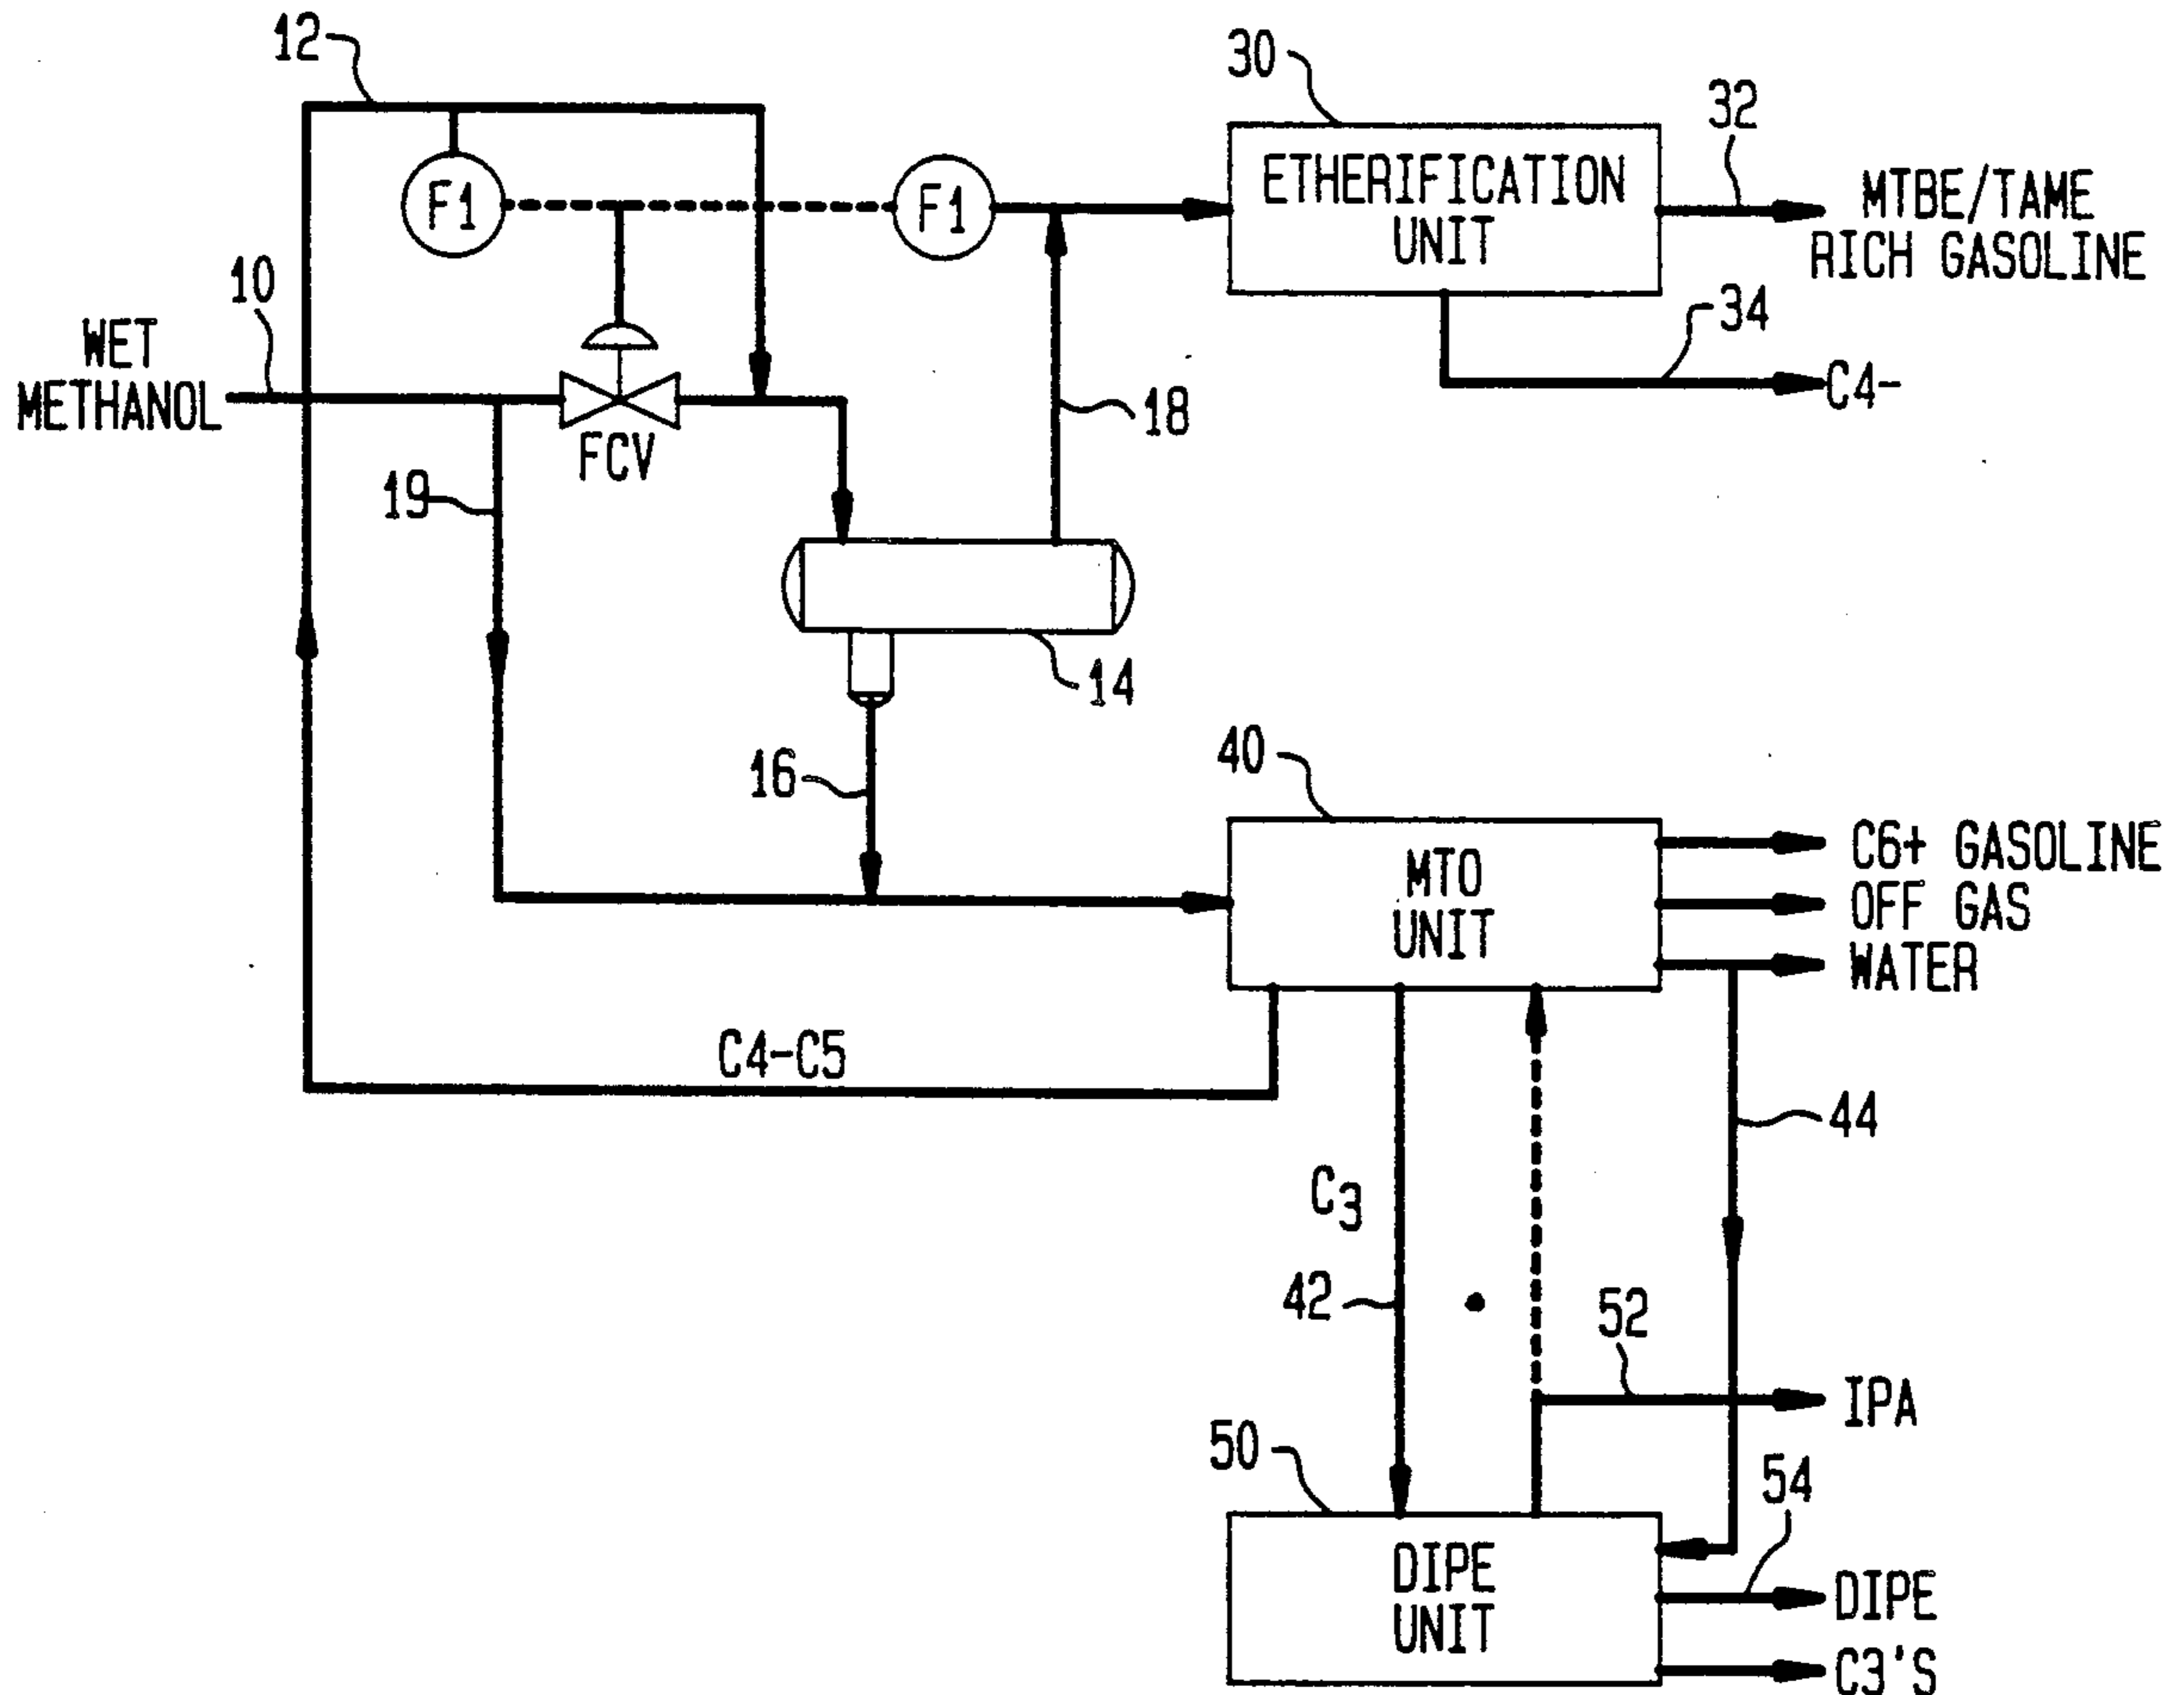 12
30
32
F1
F1
ETHERIFICATION
UNIT
MTBE/TAME
RICH GASOLINE
10
WET
METHANOL
34
C4-
18
FCV
19
14
16
40
MTO
UNIT
C6+ GASOLINE
OFF GAS
WATER
C4-C5
44
C3
42
52
IPA
50
54
DIPE
UNIT
DIPE
C3'S